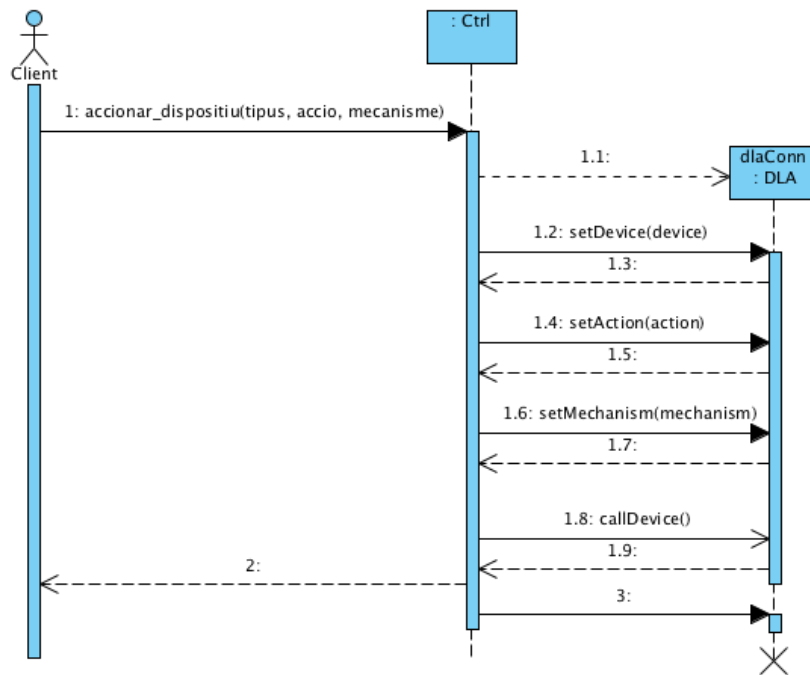 : Ctrl
Client
1: accionar_dispositiu(tipus, accio, mecanisme)
1.1:
dlaConn
: DLA
1.2: setDevice(device)
1.3:
1.4: setAction(action)
1.5:
1.6: setMechanism(mechanism)
1.7:
1.8: callDevice()
1.9:
2:
3: